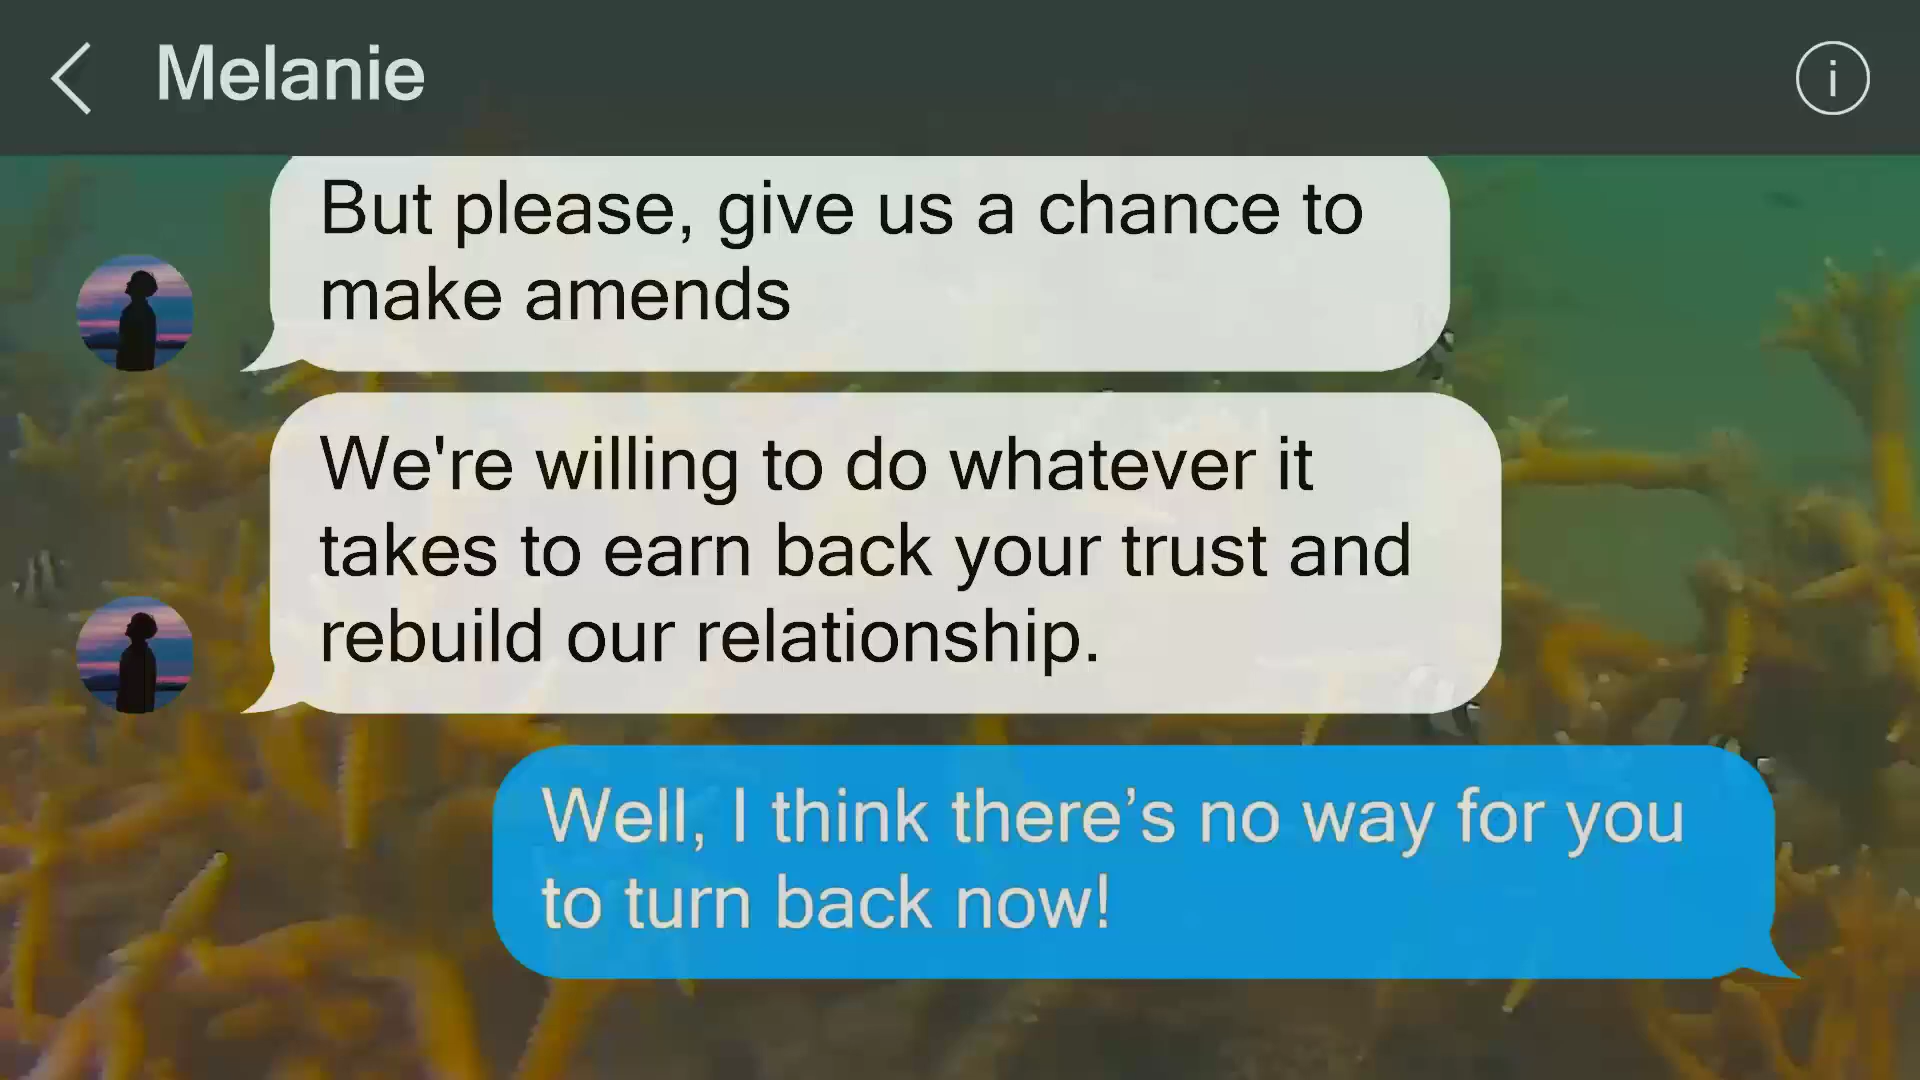 Melanie
But please, give us a chance to
make amends
We're willing to do whatever it
takes to earn back your trust and
rebuild our relationship.
Well, I think there’s no way for you
to turn back now!